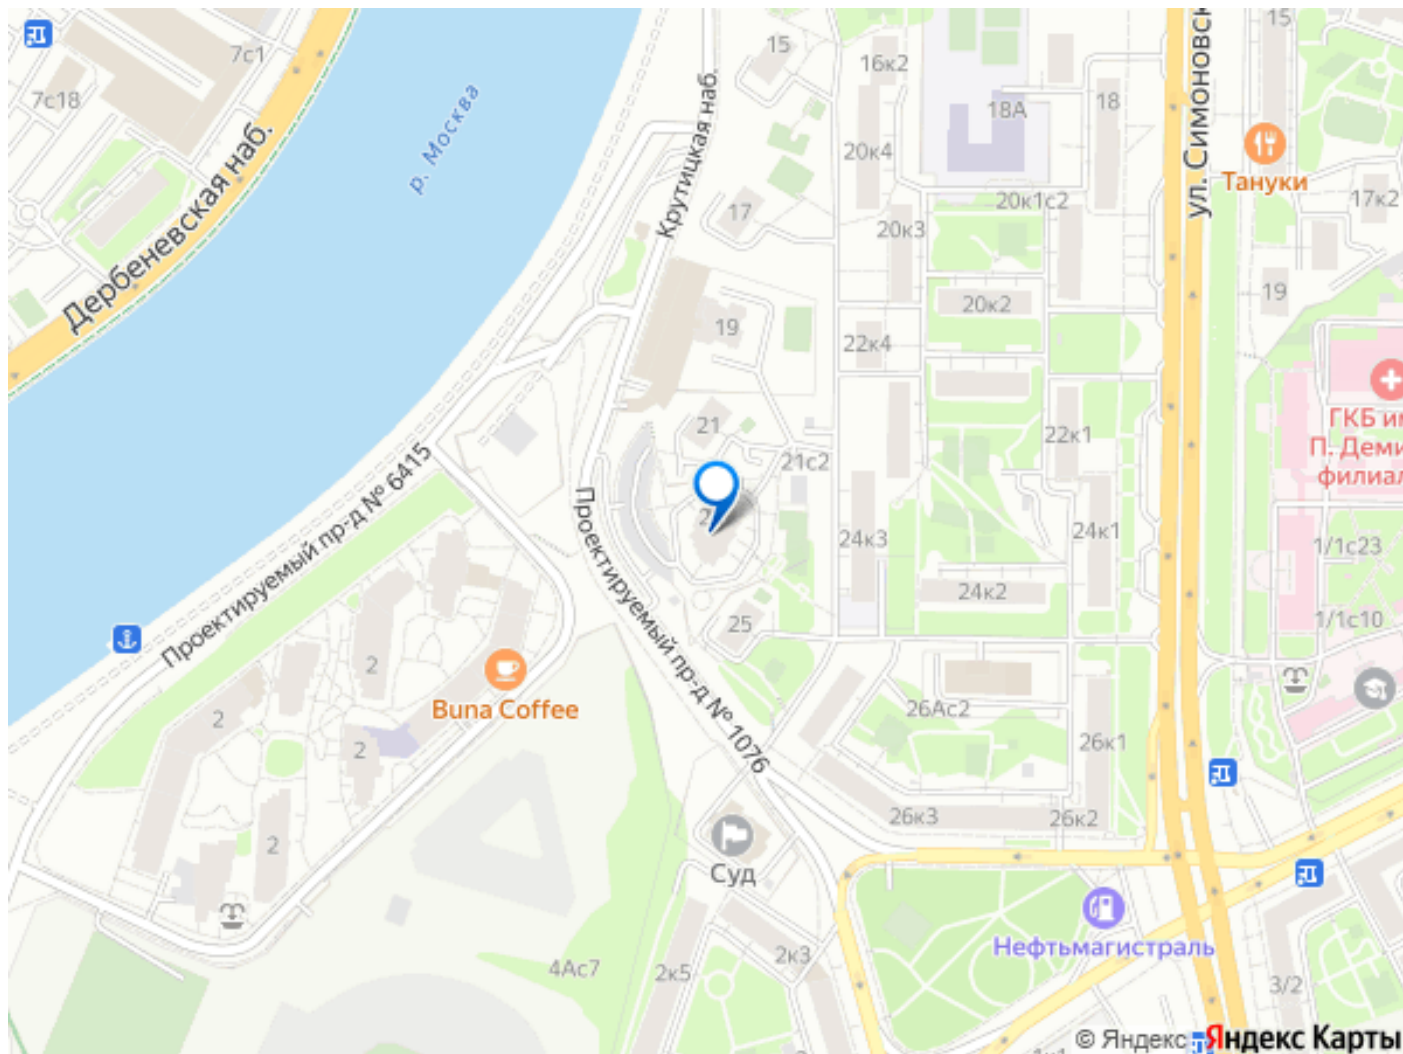 7с1
7с18
Дербеневская наб.
р. Москва
15
Крутицкая наб.
17
19
21
21с2
25
16к2
20к4
20к3
18А
18
20к1с2
20к2
22к4
22к1
24к3
24к1
24к2
ул. Симоновск
15
Тануки
17к2
19
ГКБ им
П. Деми
филиал
1/1с23
1/1с10
Проектируемый пр-д № 6415
Проектируемый пр-д № 1076
2
2
2
2
Buna Coffee
26Ас2
26к1
26к3
26к2
Суд
4Ас7
2к5
2к3
Нефтьмагистраль
3/2
© Яндекс
Яндекс Карты